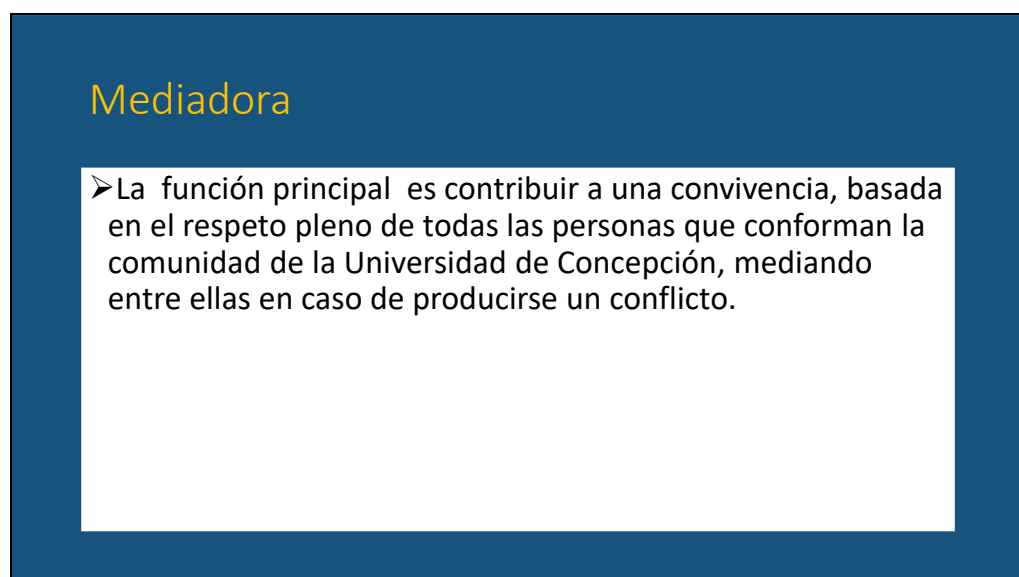 Mediadora
➢La  función principal  es contribuir a una convivencia, basada
en el respeto pleno de todas las personas que conforman la
comunidad de la Universidad de Concepción, mediando
entre ellas en caso de producirse un conflicto.